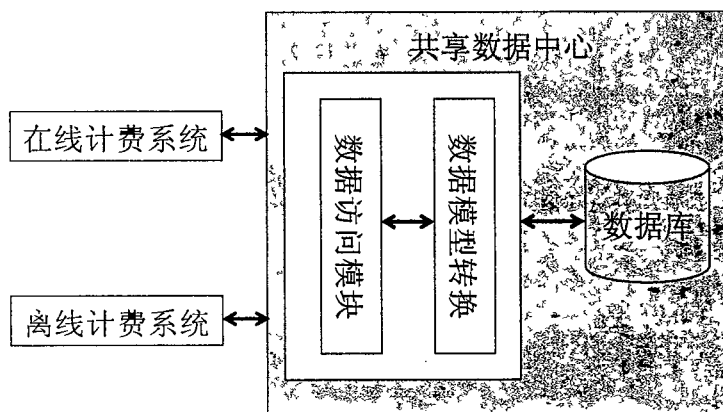 共享数据中心
在线计费系统
离线计费系统
数据访问模块
数据模型转换
数据库